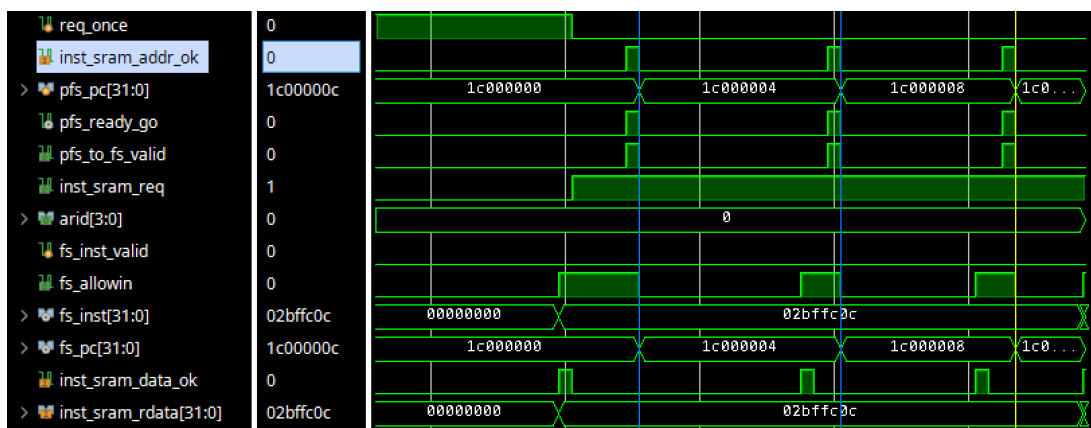 req_once 0
inst_sram_addr_ok 0
pfs_pc[31:0] 1c00000c 1c000000 1c000004 1c000008 1c0...
pfs_ready_go 0
pfs_to_fs_valid 0
inst_sram_req 1
arid[3:0] 0 0
fs_inst_valid 0
fs_allowin 0
fs_inst[31:0] 02bffc0c 00000000 02bffc0c
fs_pc[31:0] 1c00000c 1c000000 1c000004 1c000008 1c0...
inst_sram_data_ok 0
inst_sram_rdata[31:0] 02bffc0c 00000000 02bffc0c